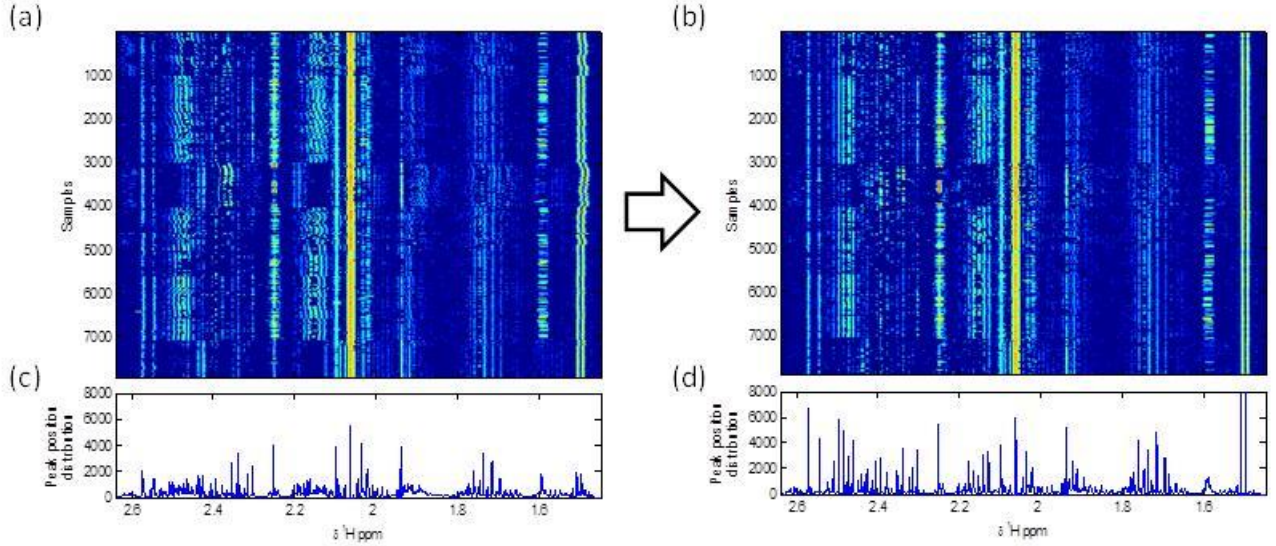 (a)
1000
2000
3000
4000
5000
6000
7000
Samples
(b)
1000
2000
3000
4000
5000
6000
7000
Samples
(c)
8000
6000
4000
2000
0
Peak position
distribution
2.6 2.4 2.2 2 1.8 1.6
δ ¹H ppm
(d)
8000
6000
4000
2000
0
Peak position
distribution
2.6 2.4 2.2 2 1.8 1.6
δ ¹H ppm